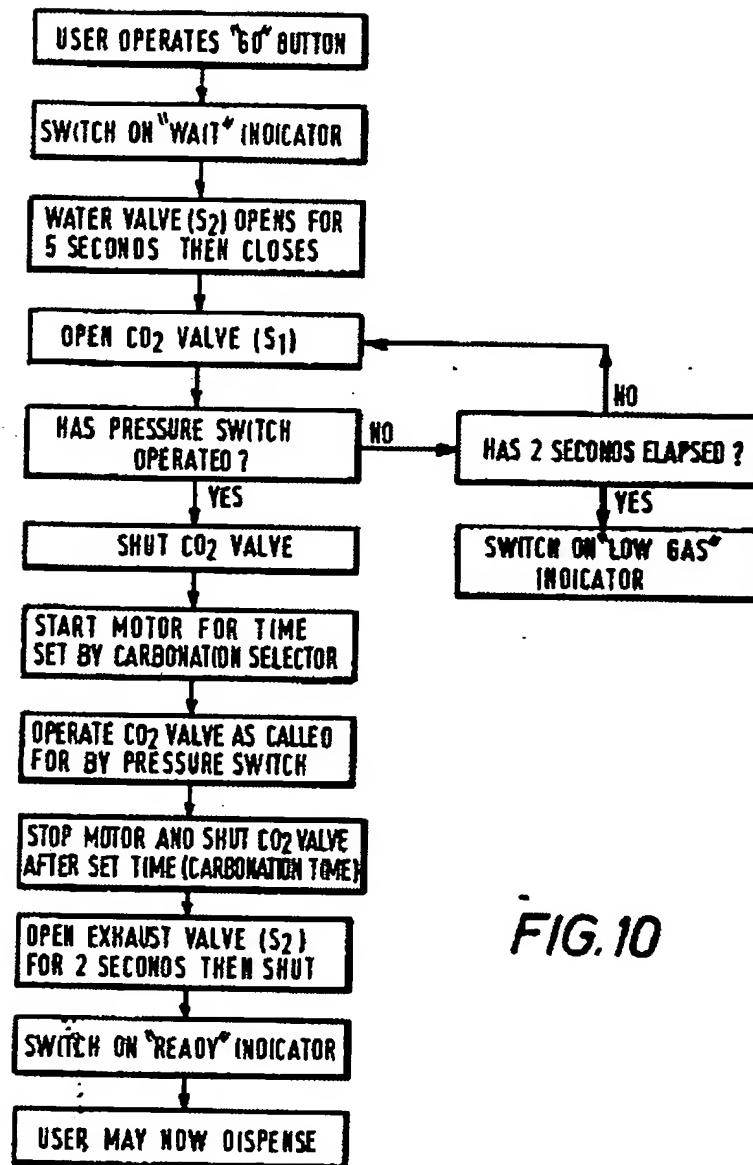 USER OPERATES "GO" BUTTON
SWITCH ON "WAIT" INDICATOR
WATER VALVE (S2) OPENS FOR
5 SECONDS THEN CLOSES
OPEN CO2 VALVE (S1)
HAS PRESSURE SWITCH
OPERATED ?
NO
HAS 2 SECONDS ELAPSED ?
NO
YES
YES
SHUT CO2 VALVE
SWITCH ON "LOW GAS"
INDICATOR
START MOTOR FOR TIME
SET BY CARBONATION SELECTOR
OPERATE CO2 VALVE AS CALLED
FOR BY PRESSURE SWITCH
STOP MOTOR AND SHUT CO2 VALVE
AFTER SET TIME (CARBONATION TIME)
OPEN EXHAUST VALVE (S2)
FOR 2 SECONDS THEN SHUT
SWITCH ON "READY" INDICATOR
USER MAY NOW DISPENSE
FIG. 10